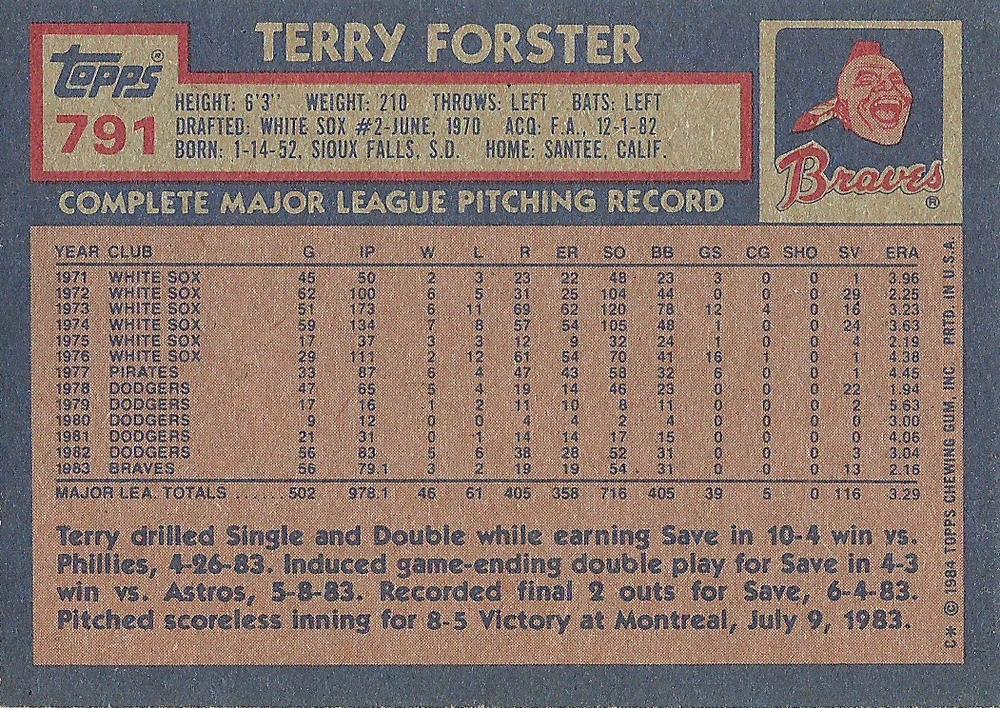 TERRY FORSTER
Topps®
791
HEIGHT: 6'3" WEIGHT: 210 THROWS: LEFT BATS: LEFT
DRAFTED: WHITE SOX #2-JUNE, 1970 ACQ: F.A., 12-1-82
BORN: 1-14-52, SIOUX FALLS, S.D. HOME: SANTEE, CALIF.
Braves®
COMPLETE MAJOR LEAGUE PITCHING RECORD
YEAR CLUB G IP W L R ER SO BB GS CG SHO SV ERA
1971 WHITE SOX 45 50 2 3 23 22 48 23 3 0 0 1 3.96
1972 WHITE SOX 62 100 6 5 31 25 104 44 0 0 0 29 2.25
1973 WHITE SOX 51 173 6 11 69 62 120 78 12 4 0 16 3.23
1974 WHITE SOX 59 134 7 8 57 54 105 48 1 0 0 24 3.63
1975 WHITE SOX 17 37 3 3 12 9 32 24 1 0 0 4 2.19
1976 WHITE SOX 29 111 2 12 61 54 70 41 16 1 0 1 4.38
1977 PIRATES 33 87 6 4 47 43 58 32 6 0 0 1 4.45
1978 DODGERS 47 65 5 4 19 14 46 23 0 0 0 22 1.94
1979 DODGERS 17 16 1 2 11 10 8 11 0 0 0 2 5.63
1980 DODGERS 9 12 0 0 4 4 2 4 0 0 0 0 3.00
1981 DODGERS 21 31 0 1 14 14 17 15 0 0 0 0 4.06
1982 DODGERS 56 83 5 6 38 28 52 31 0 0 0 3 3.04
1983 BRAVES 56 79.1 3 2 19 19 54 31 0 0 0 13 2.16
MAJOR LEA. TOTALS ...... 502 978.1 46 61 405 358 716 405 39 5 0 116 3.29
Terry drilled Single and Double while earning Save in 10-4 win vs.
Phillies, 4-26-83. Induced game-ending double play for Save in 4-3
win vs. Astros, 5-8-83. Recorded final 2 outs for Save, 6-4-83.
Pitched scoreless inning for 8-5 Victory at Montreal, July 9, 1983.
C* © 1984 TOPPS CHEWING GUM, INC. PRTD. IN U.S.A.